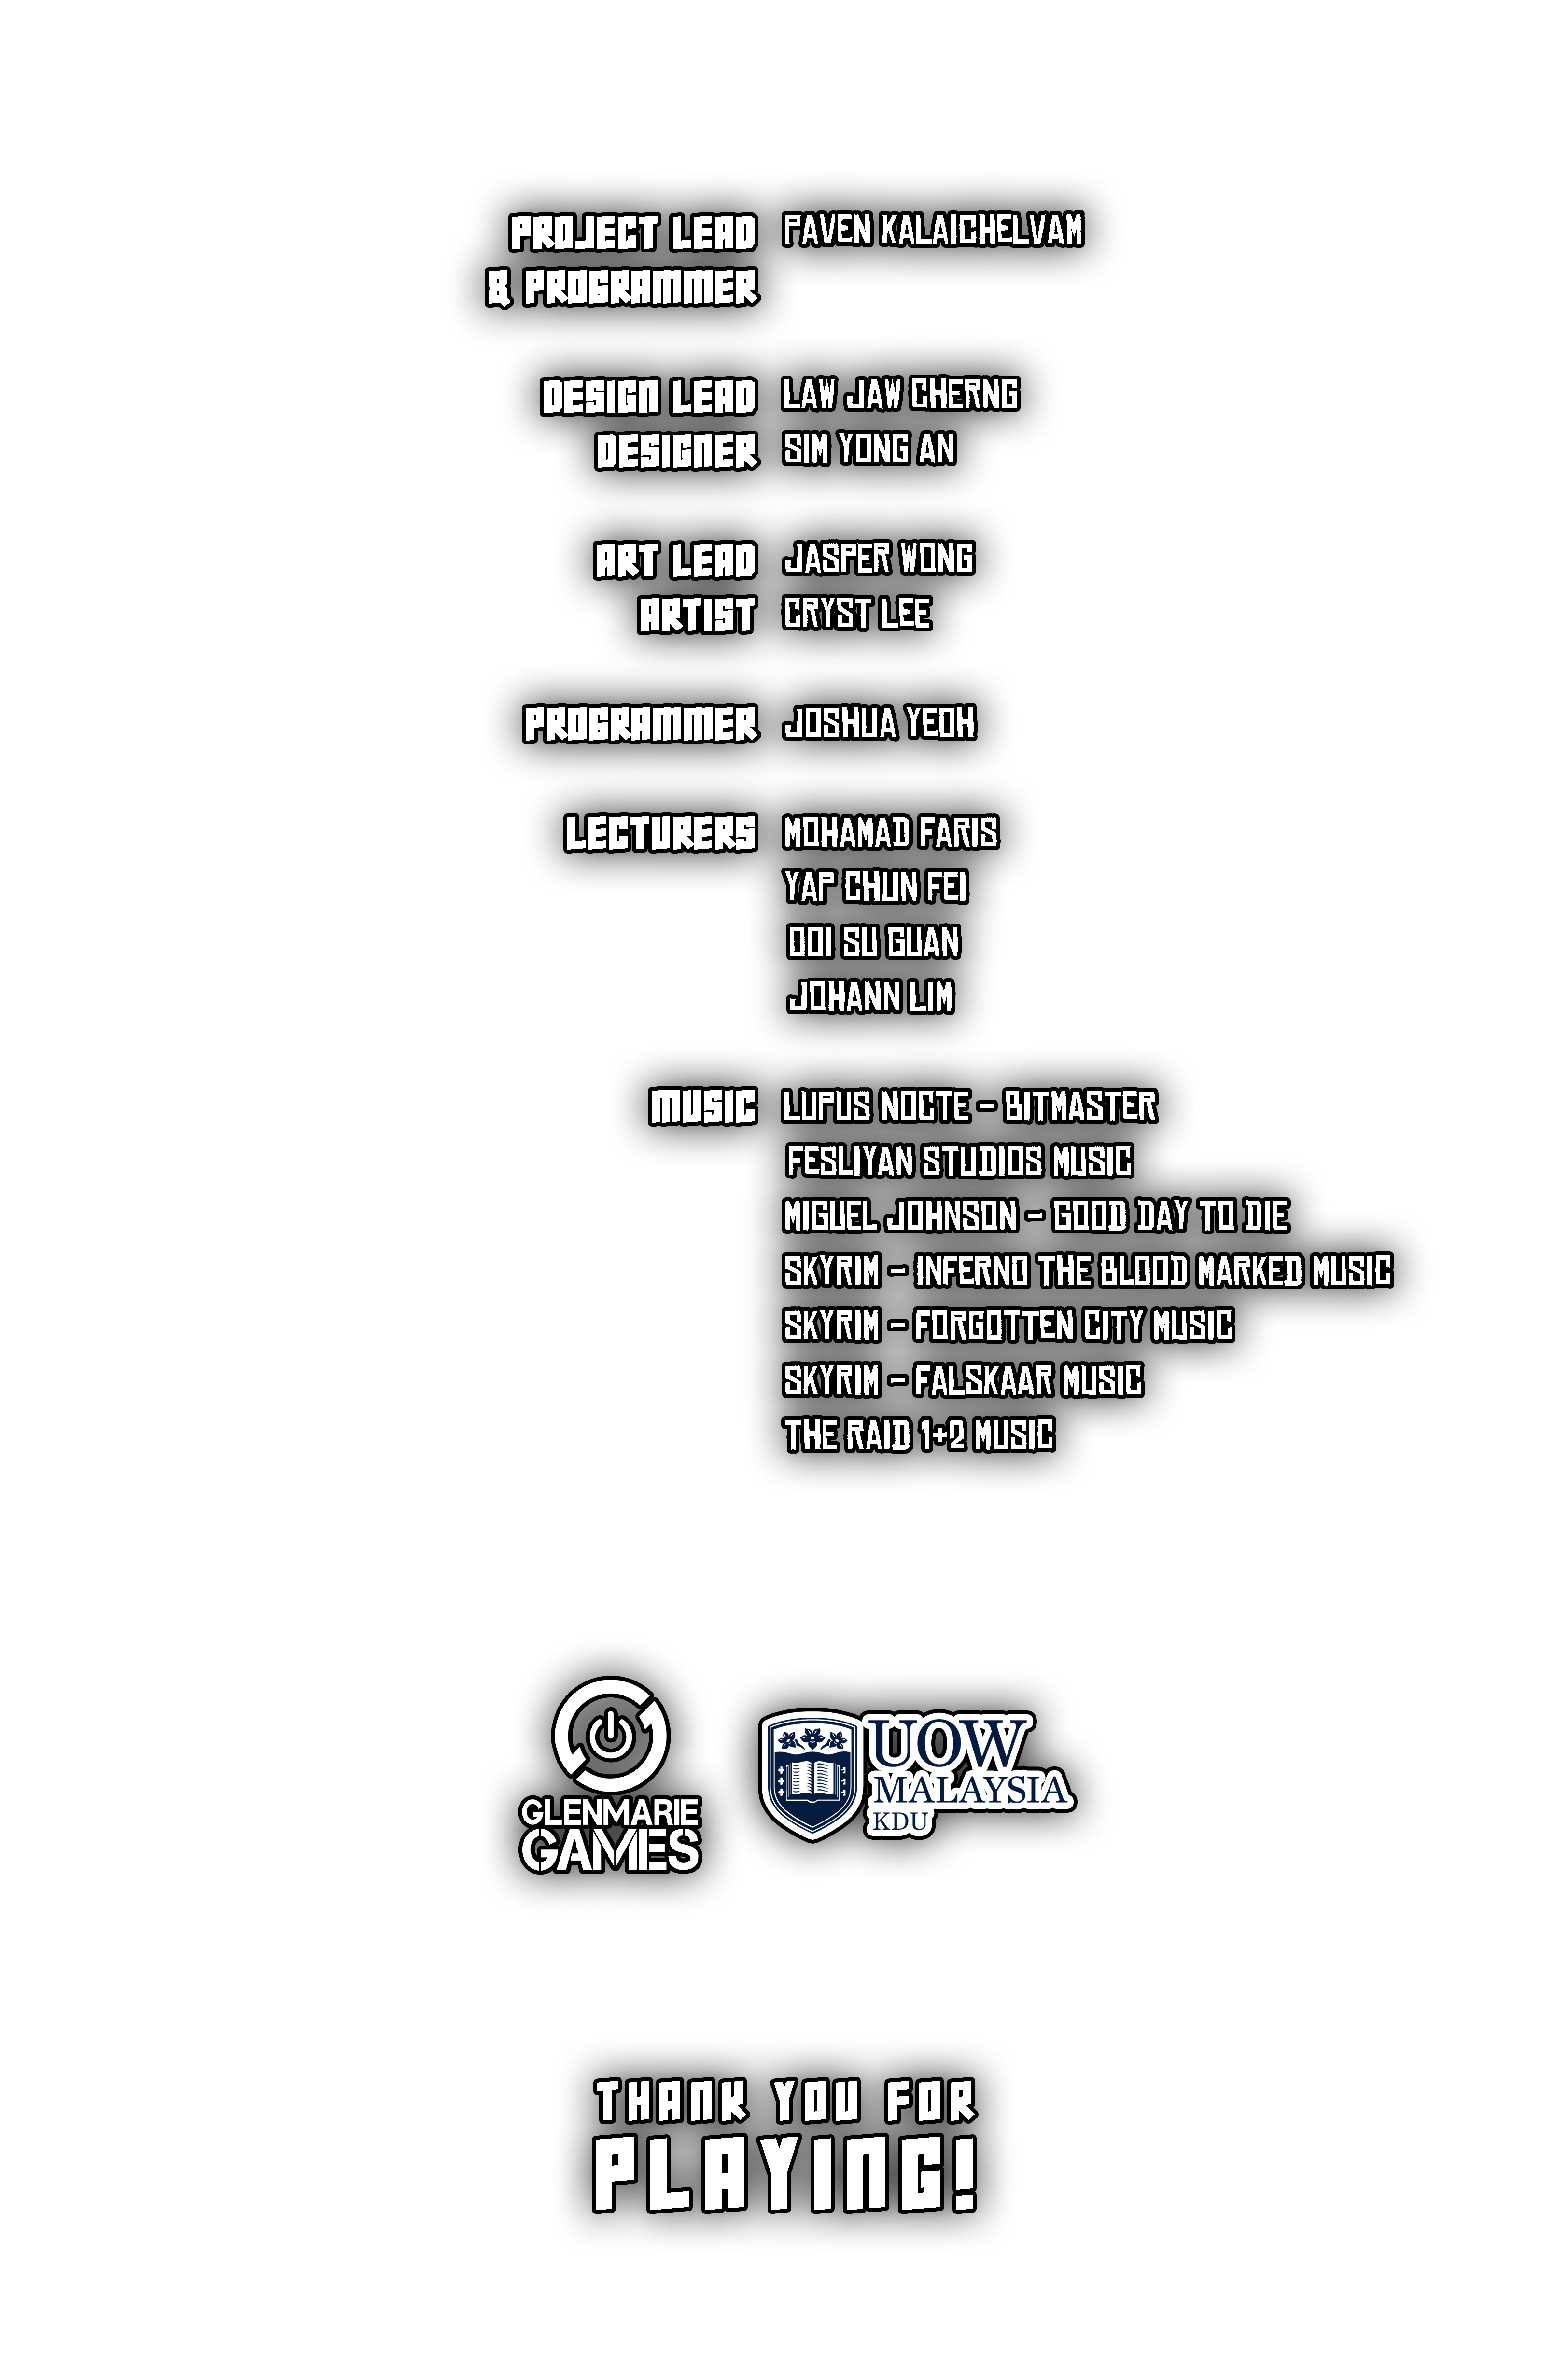 PROJECT LEAD PAVEN KALAICHELVAM
& PROGRAMMER
DESIGN LEAD LAW JAW CHERNG
DESIGNER SIM YONG AN
ART LEAD JASPER WONG
ARTIST CRYST LEE
PROGRAMMER JOSHUA YEOH
LECTURERS MOHAMAD FARIS
YAP CHUN FEI
OOI SU GUAN
JOHANN LIM
MUSIC LUPUS NOCTE - BITMASTER
FESLIYAN STUDIOS MUSIC
MIGUEL JOHNSON - GOOD DAY TO DIE
SKYRIM - INFERNO THE BLOOD MARKED MUSIC
SKYRIM - FORGOTTEN CITY MUSIC
SKYRIM - FALSKAAR MUSIC
THE RAID 1+2 MUSIC
GLENMARIE
GAMES
UOW
MALAYSIA
KDU
THANK YOU FOR
PLAYING!